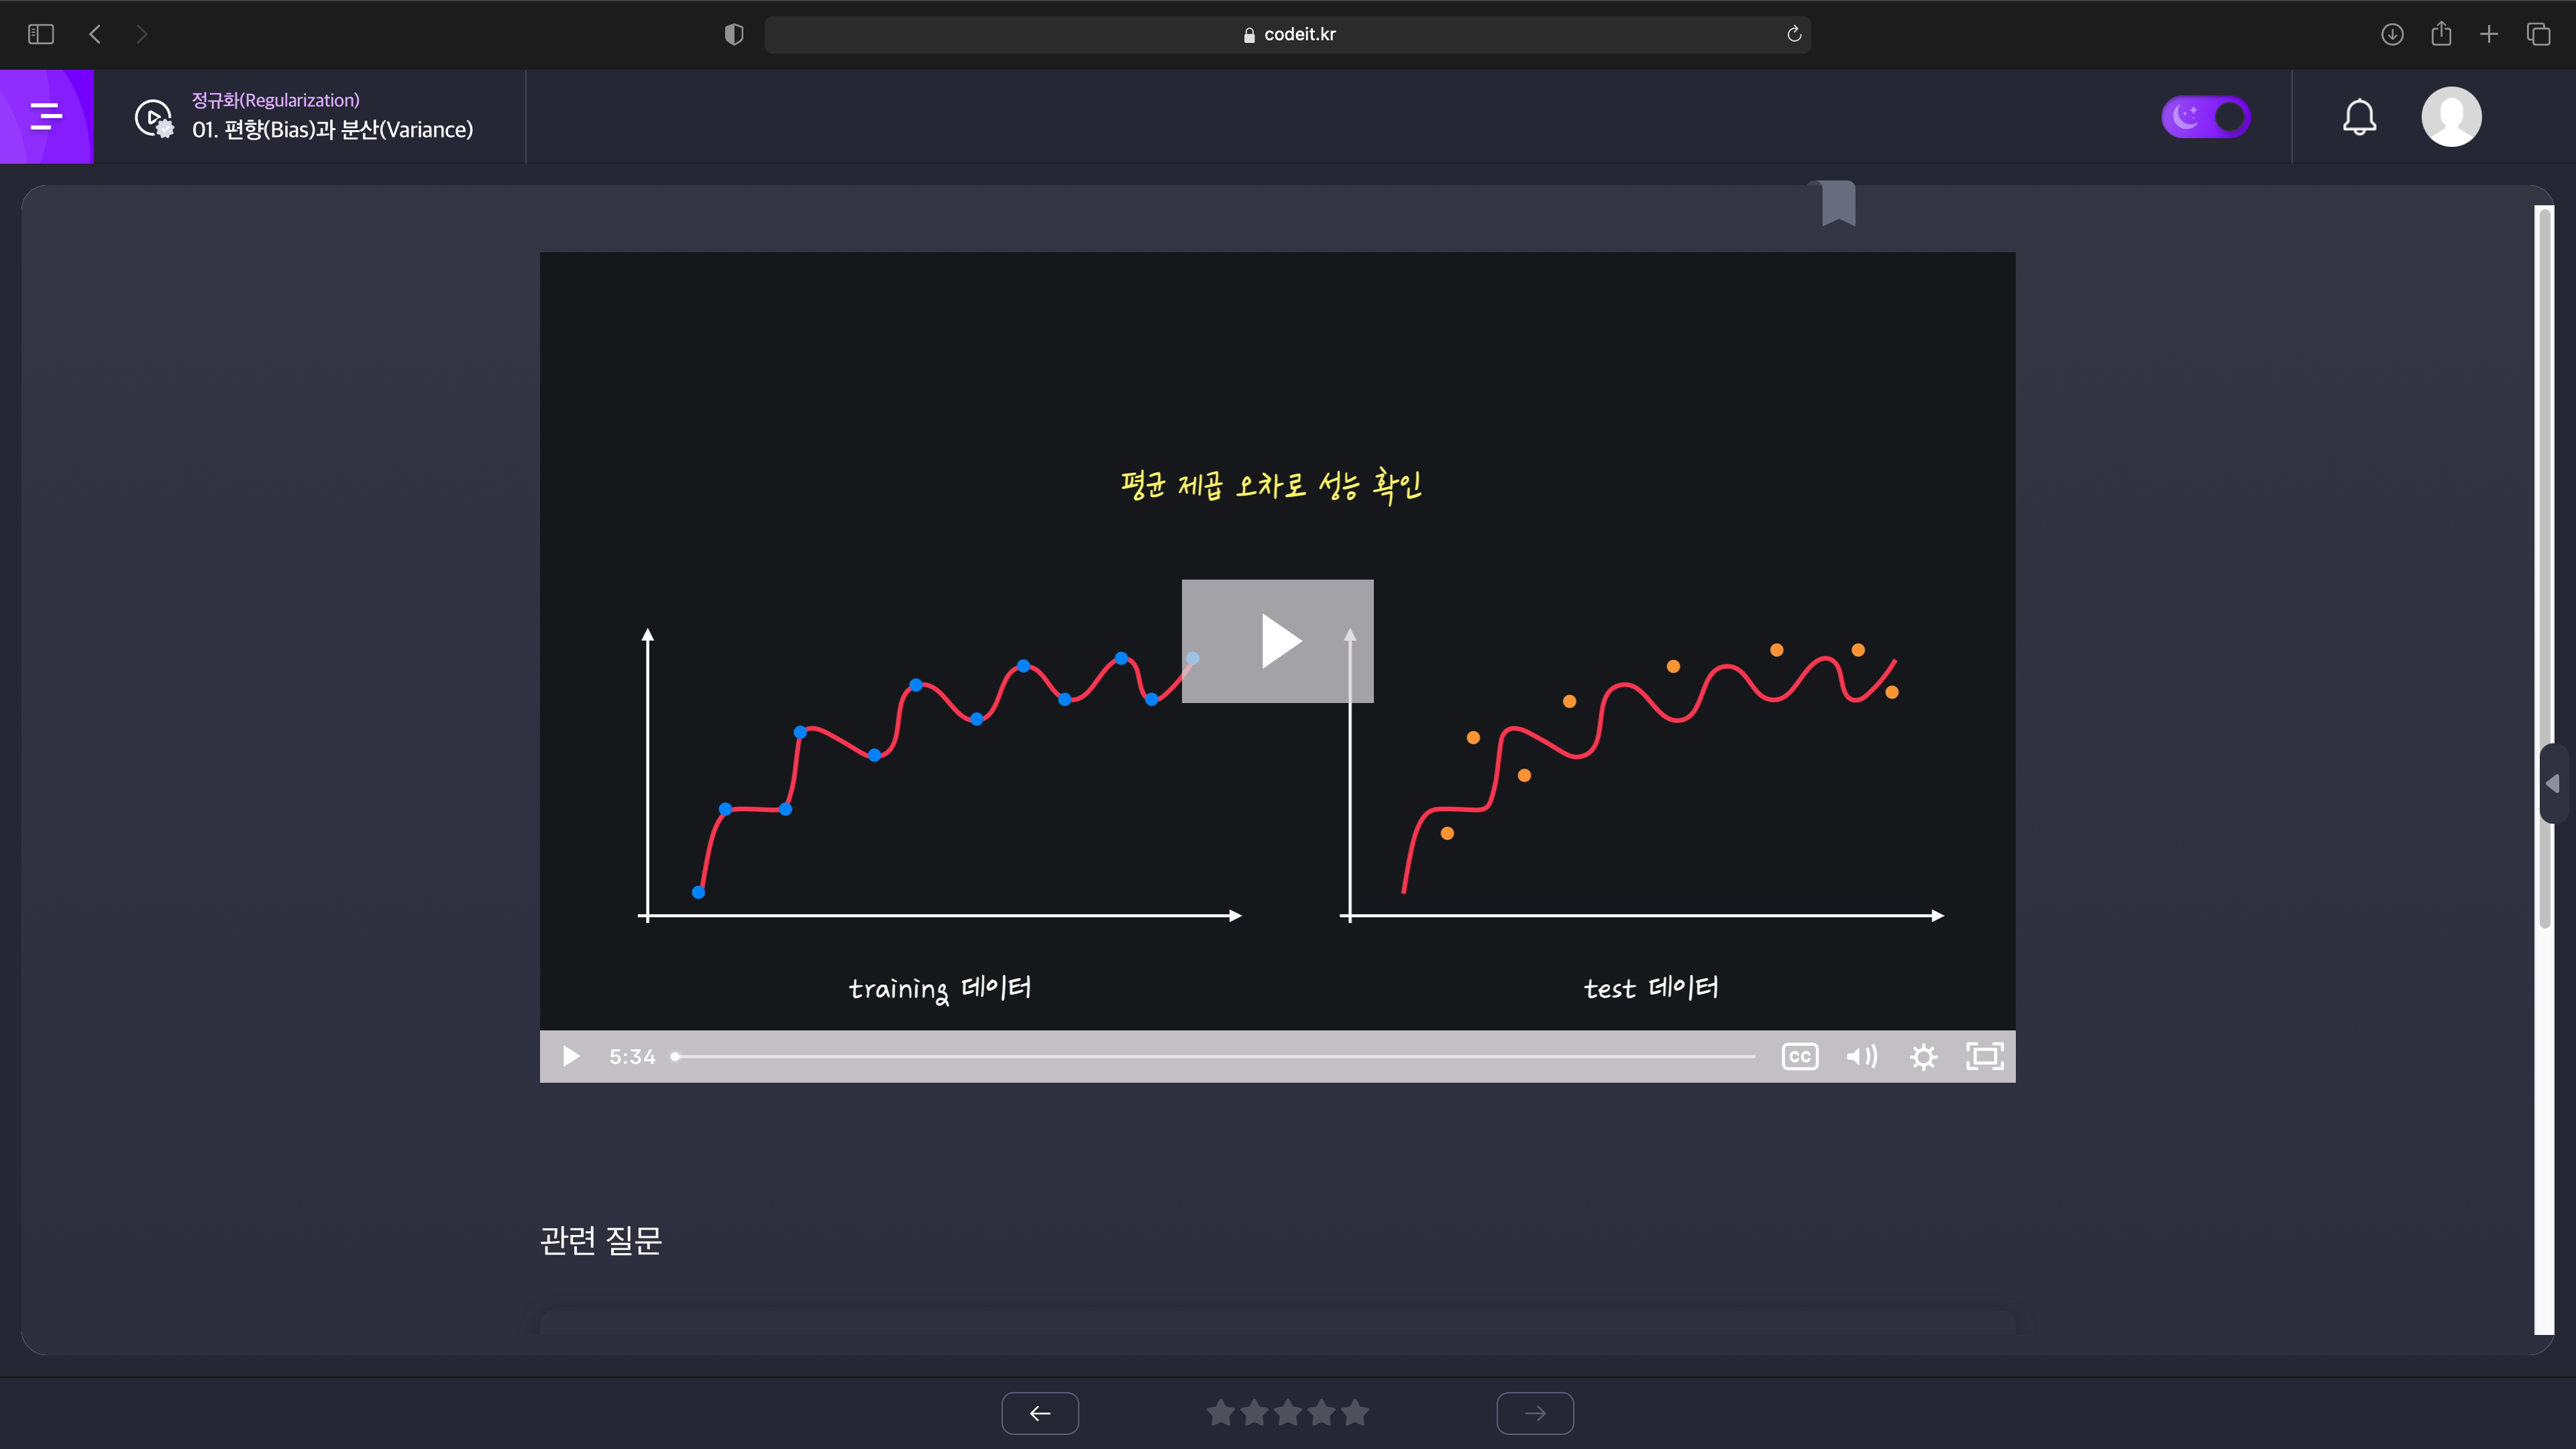 codeit.kr
정규화(Regularization)
01. 편향(Bias)과 분산(Variance)
평균 제곱 오차로 성능 확인
training 데이터
test 데이터
5:34
CC
관련 질문